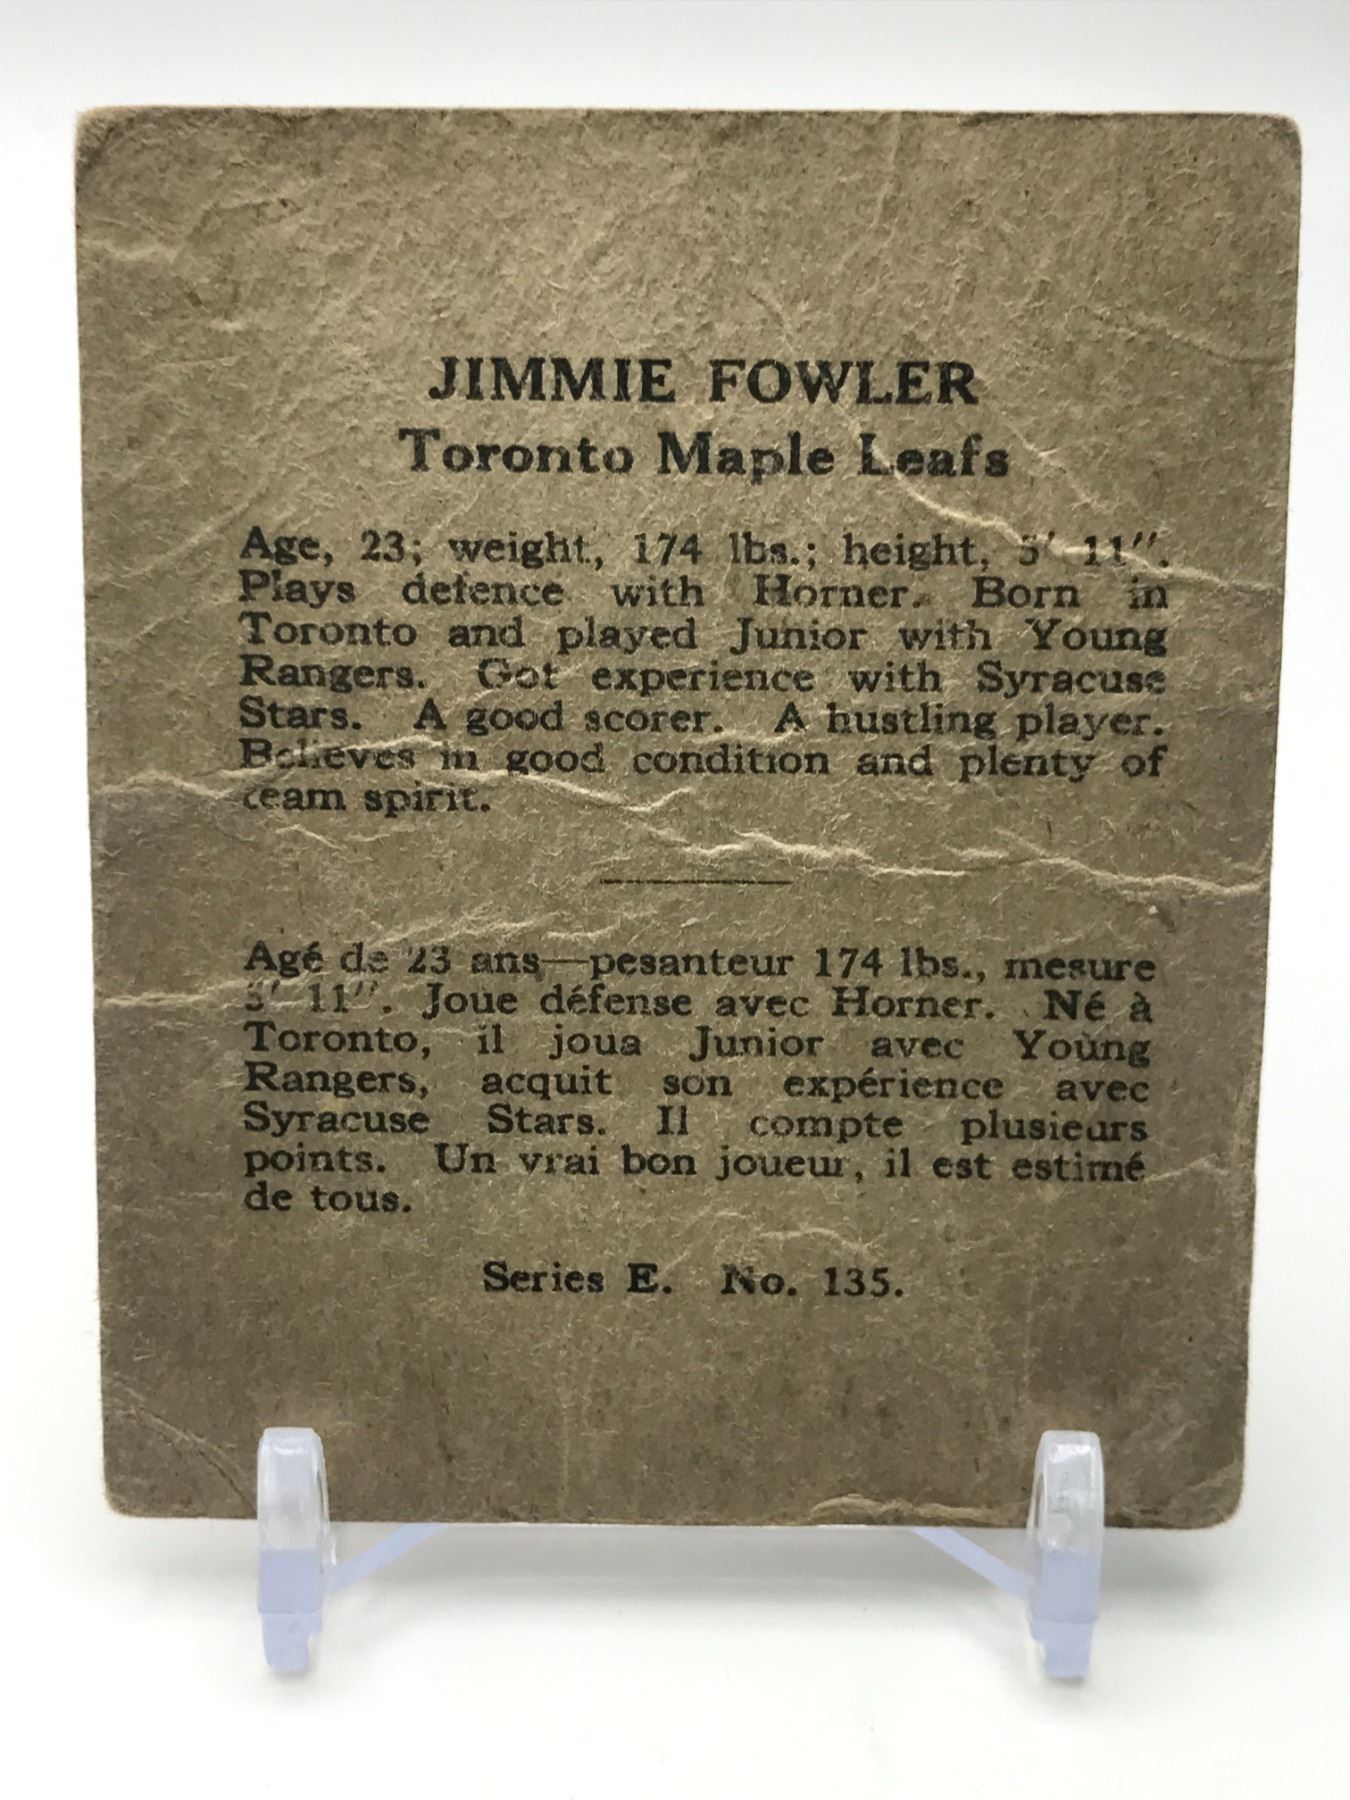 JIMMIE FOWLER
Toronto Maple Leafs
Age, 23; weight, 174 lbs.; height, 5' 11".
Plays defence with Horner. Born in
Toronto and played Junior with Young
Rangers. Got experience with Syracuse
Stars. A good scorer. A hustling player.
Believes in good condition and plenty of
team spirit.
Agé de 23 ans—pesanteur 174 lbs., mesure
5' 11". Joue défense avec Horner. Né à
Toronto, il joua Junior avec Young
Rangers, acquit son expérience avec
Syracuse Stars. Il compte plusieurs
points. Un vrai bon joueur, il est estimé
de tous.
Series E. No. 135.